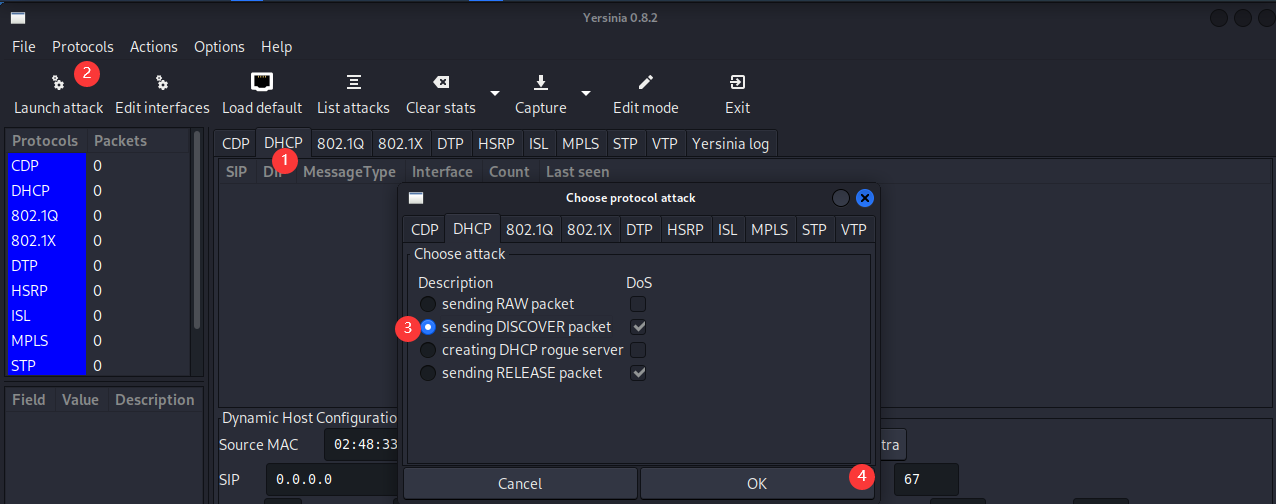 Yersinia 0.8.2
File Protocols Actions Options Help
2
Launch attack Edit interfaces Load default List attacks Clear stats Capture Edit mode Exit
Protocols Packets
CDP 0
DHCP 0
802.1Q 0
802.1X 0
DTP 0
HSRP 0
ISL 0
MPLS 0
STP 0
Field Value Description
CDP DHCP 802.1Q 802.1X DTP HSRP ISL MPLS STP VTP Yersinia log
1
SIP MessageType Interface Count Last seen
Choose protocol attack
CDP DHCP 802.1Q 802.1X DTP HSRP ISL MPLS STP VTP
Choose attack
Description DoS
sending RAW packet
3 sending DISCOVER packet
creating DHCP rogue server
sending RELEASE packet
Cancel OK 4
Dynamic Host Configuratio
Source MAC 02:48:33 tra
SIP 0.0.0.0 67